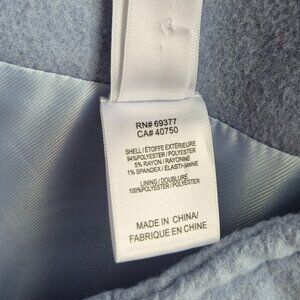 RN# 69377
CA# 40750
SHELL/ÉTOFFE EXTÉRIEURE
94%POLYESTER/POLYESTER
5% RAYON/RAYONNE
1% SPANDEX/ÉLASTHANNE
LINING/DOUBLURE
100%POLYESTER/POLYESTER
MADE IN CHINA/
FABRIQUE EN CHINE